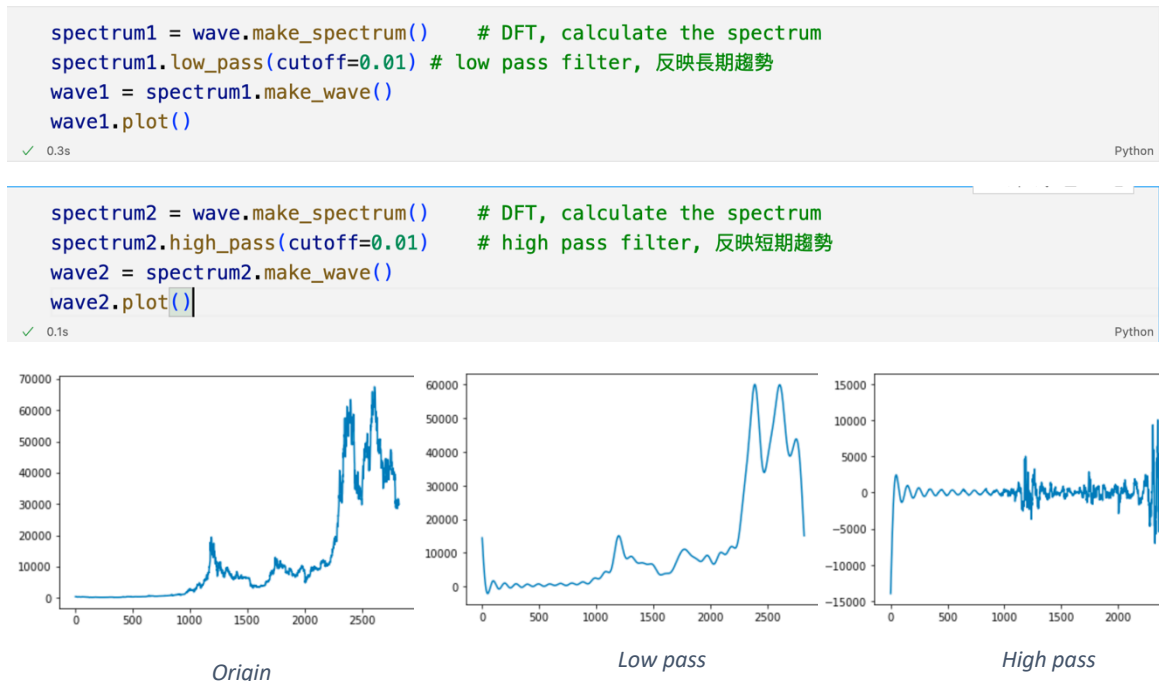 spectrum1 = wave.make_spectrum()    # DFT, calculate the spectrum
spectrum1.low_pass(cutoff=0.01) # low pass filter, 反映長期趨勢
wave1 = spectrum1.make_wave()
wave1.plot()
✓ 0.3s Python
spectrum2 = wave.make_spectrum()    # DFT, calculate the spectrum
spectrum2.high_pass(cutoff=0.01)    # high pass filter, 反映短期趨勢
wave2 = spectrum2.make_wave()
wave2.plot()
✓ 0.1s Python
70000
60000
50000
40000
30000
20000
10000
0
0 500 1000 1500 2000 2500
60000
50000
40000
30000
20000
10000
0
0 500 1000 1500 2000 2500
15000
10000
5000
0
−5000
−10000
−15000
0 500 1000 1500 2000
Origin
Low pass
High pass